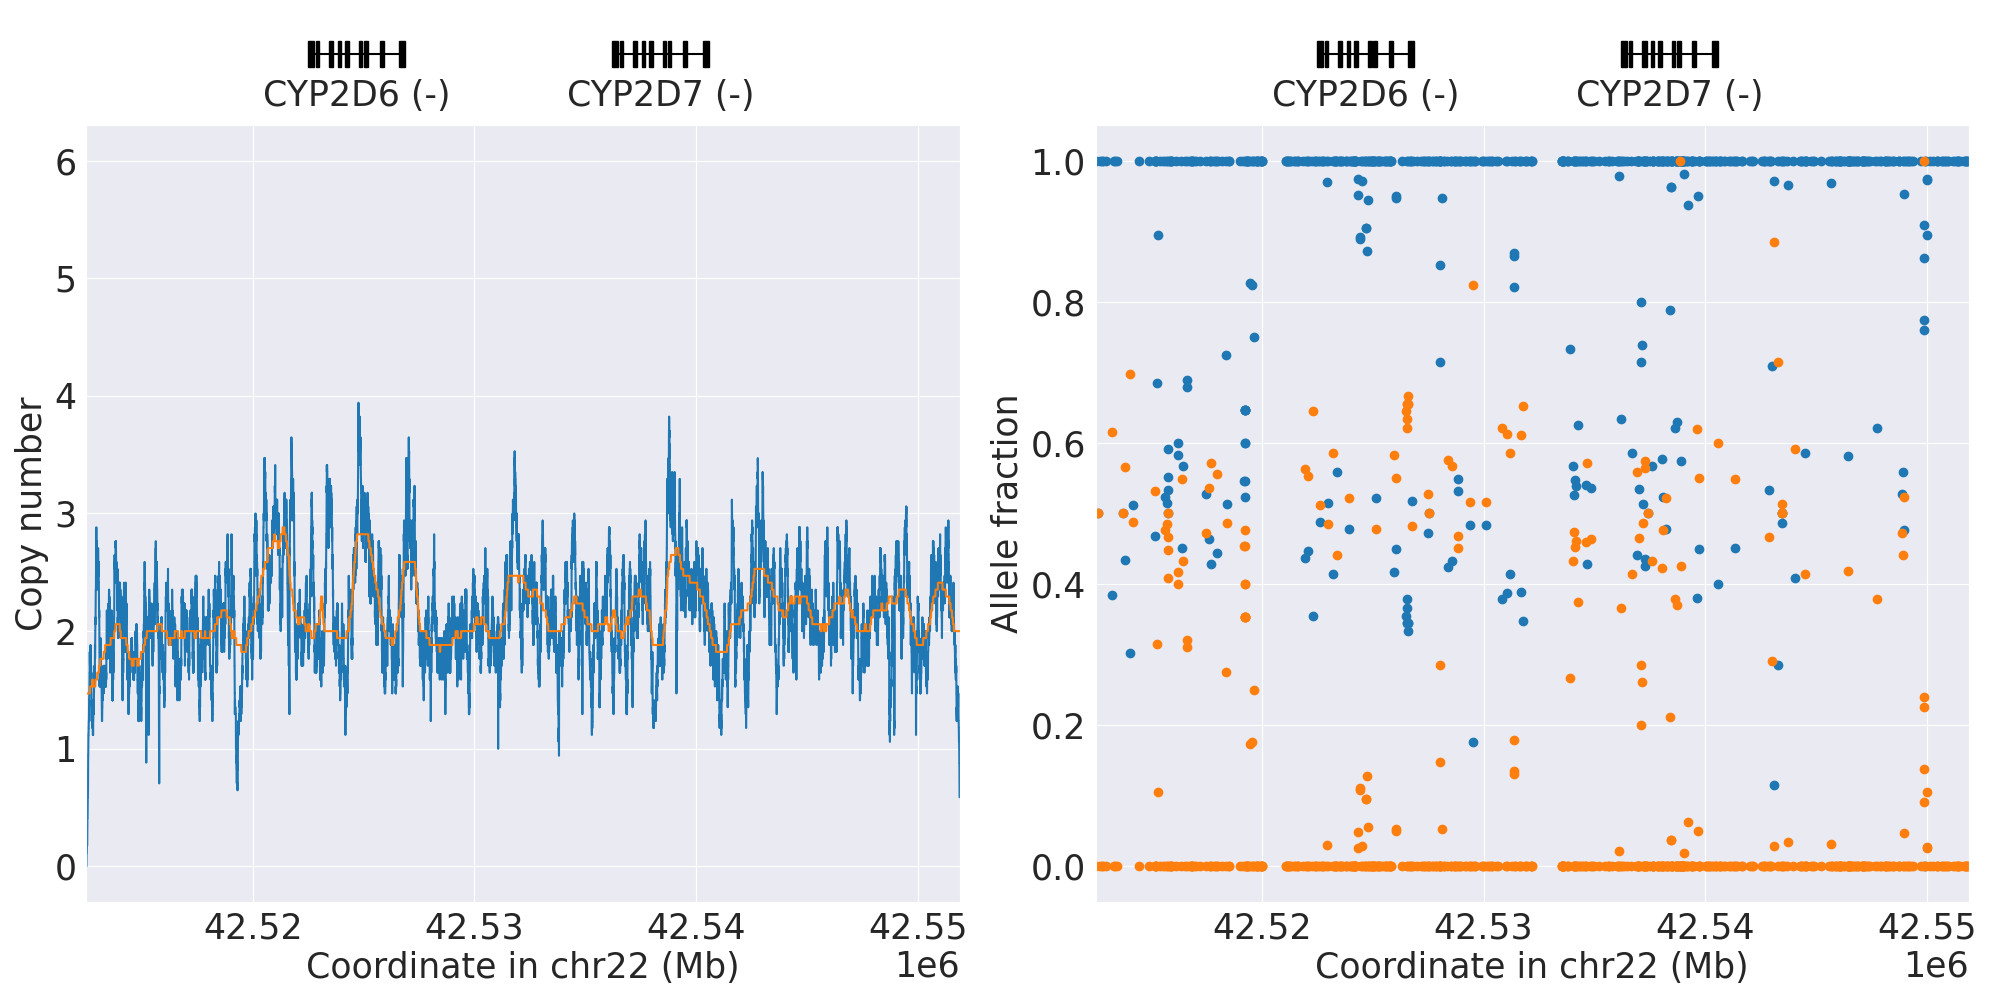 CYP2D6 (-)
CYP2D7 (-)
6
5
4
3
2
1
0
Copy number
42.52
42.53
42.54
42.55
Coordinate in chr22 (Mb)
1e6
CYP2D6 (-)
CYP2D7 (-)
1.0
0.8
0.6
0.4
0.2
0.0
Allele fraction
42.52
42.53
42.54
42.55
Coordinate in chr22 (Mb)
1e6